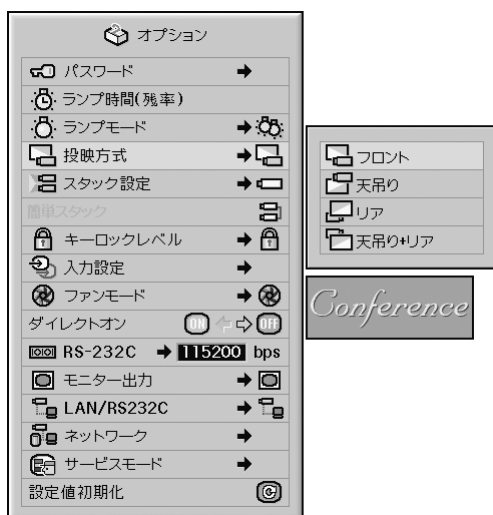 オプション
パスワード
ランプ時間(残率)
ランプモード
投映方式
スタック設定
簡単スタック
キーロックレベル
入力設定
ファンモード
ダイレクトオン ON OFF
RS-232C 115200 bps
モニター出力
LAN/RS232C
ネットワーク
サービスモード
設定値初期化
フロント
天吊り
リア
天吊り+リア
Conference